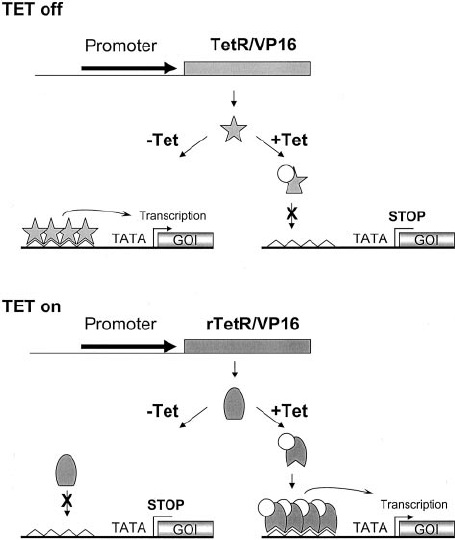 TET off
Promoter
TetR/VP16
-Tet
+Tet
X
Transcription
TATA
GOI
STOP
TATA
GOI
TET on
Promoter
rTetR/VP16
-Tet
+Tet
X
STOP
TATA
GOI
Transcription
TATA
GOI